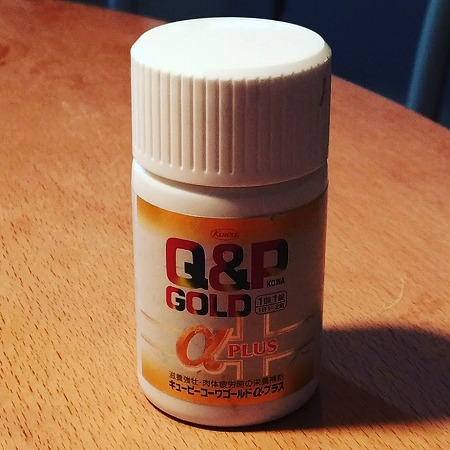 Kowa
Q&P
KOWA
GOLD
1回1錠
α PLUS
滋養強壮・肉体疲労時の栄養補給
キューピーコーワゴールドα-プラス